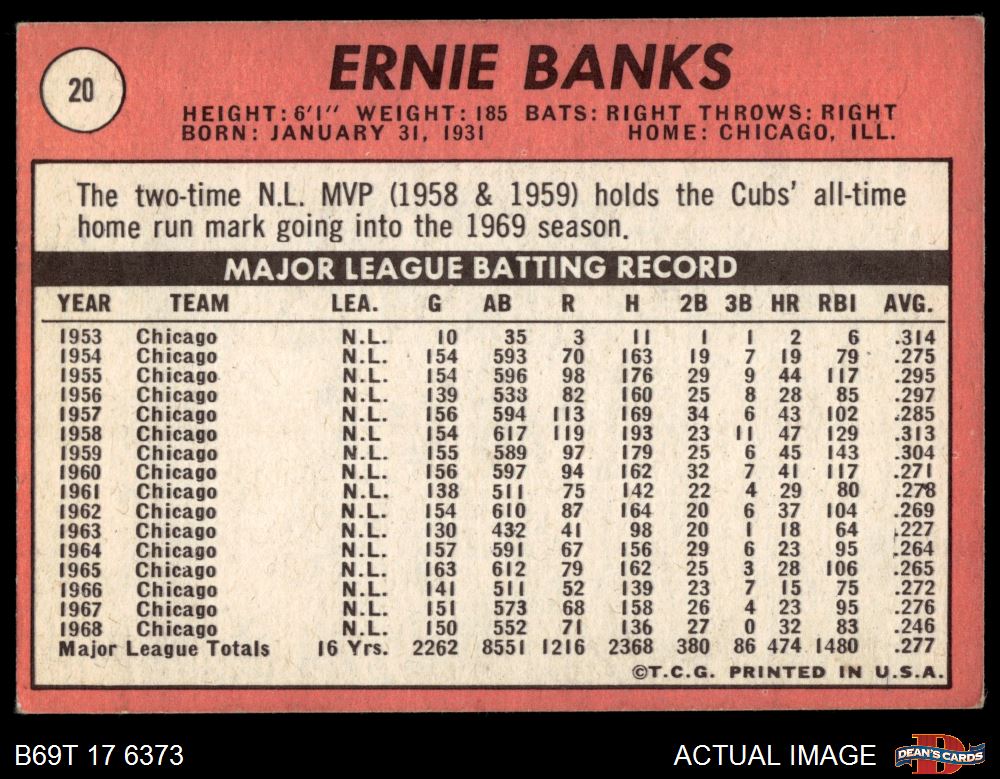 20
ERNIE BANKS
HEIGHT: 6'1" WEIGHT: 185 BATS: RIGHT THROWS: RIGHT
BORN: JANUARY 31, 1931 HOME: CHICAGO, ILL.
The two-time N.L. MVP (1958 & 1959) holds the Cubs' all-time
home run mark going into the 1969 season.
MAJOR LEAGUE BATTING RECORD
YEAR TEAM LEA. G AB R H 2B 3B HR RBI AVG.
1953 Chicago N.L. 10 35 3 11 1 1 2 6 .314
1954 Chicago N.L. 154 593 70 163 19 7 19 79 .275
1955 Chicago N.L. 154 596 98 176 29 9 44 117 .295
1956 Chicago N.L. 139 538 82 160 25 8 28 85 .297
1957 Chicago N.L. 156 594 113 169 34 6 43 102 .285
1958 Chicago N.L 154 617 119 193 23 11 47 129 .313
1959 Chicago N.L. 155 589 97 179 25 6 45 143 .304
1960 Chicago N.L. 156 597 94 162 32 7 41 117 .271
1961 Chicago N.L. 138 511 75 142 22 4 29 80 .278
1962 Chicago N.L. 154 610 87 164 20 6 37 104 .269
1963 Chicago N.L. 130 432 41 98 20 1 18 64 .227
1964 Chicago N.L. 157 591 67 156 29 6 23 95 .264
1965 Chicago N.L. 163 612 79 162 25 3 28 106 .265
1966 Chicago N.L. 141 511 52 139 23 7 15 75 .272
1967 Chicago N.L. 151 573 68 158 26 4 23 95 .276
1968 Chicago N.L. 150 552 71 136 27 0 32 83 .246
Major League Totals 16 Yrs. 2262 8551 1216 2368 380 86 474 1480 .277
©T.C.G. PRINTED IN U.S.A.
B69T 17 6373 ACTUAL IMAGE DEAN'S CARDS